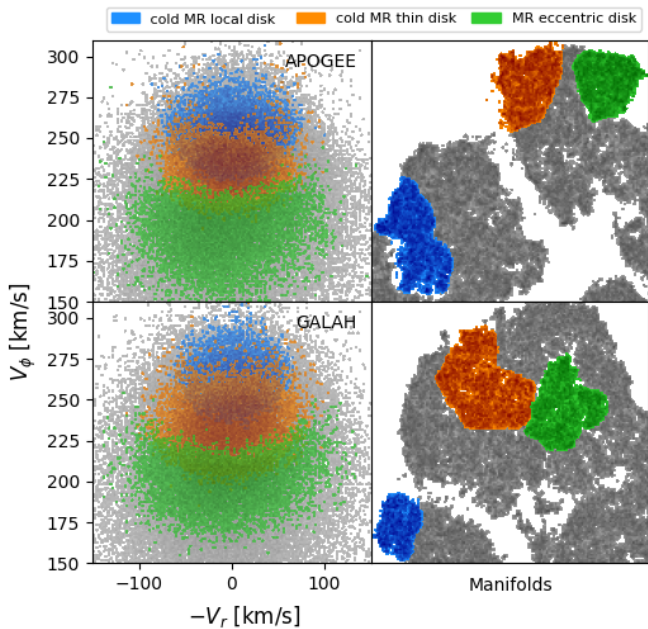 cold MR local disk cold MR thin disk MR eccentric disk
APOGEE
300
275
250
225
200
175
150
GALAH
300
275
250
225
200
175
150
V_ϕ [km/s]
−100 0 100
−V_r [km/s]
Manifolds